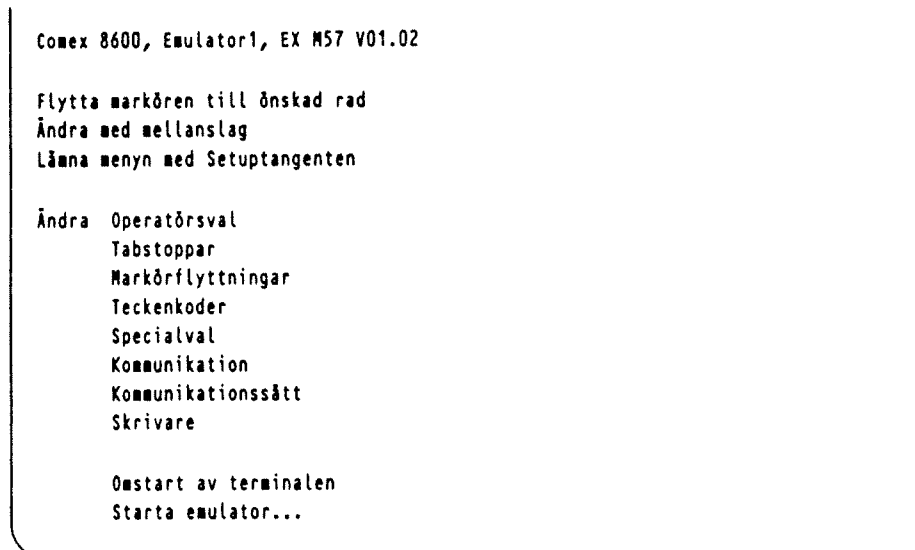 Comex 8600, Emulator1, EX M57 V01.02
Flytta markören till önskad rad
Ändra med mellanslag
Lämna menyn med Setuptangenten
Ändra Operatörsval
Tabstoppar
Markörflyttningar
Teckenkoder
Specialval
Kommunikation
Kommunikationssätt
Skrivare
Omstart av terminalen
Starta emulator...